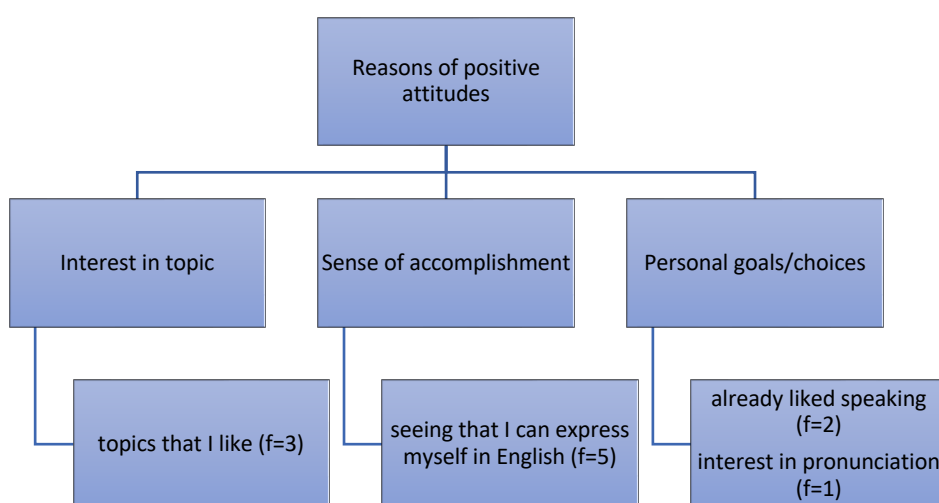 Reasons of positive
attitudes
Interest in topic
Sense of accomplishment
Personal goals/choices
topics that I like (f=3)
seeing that I can express
myself in English (f=5)
already liked speaking
(f=2)
interest in pronunciation
(f=1)